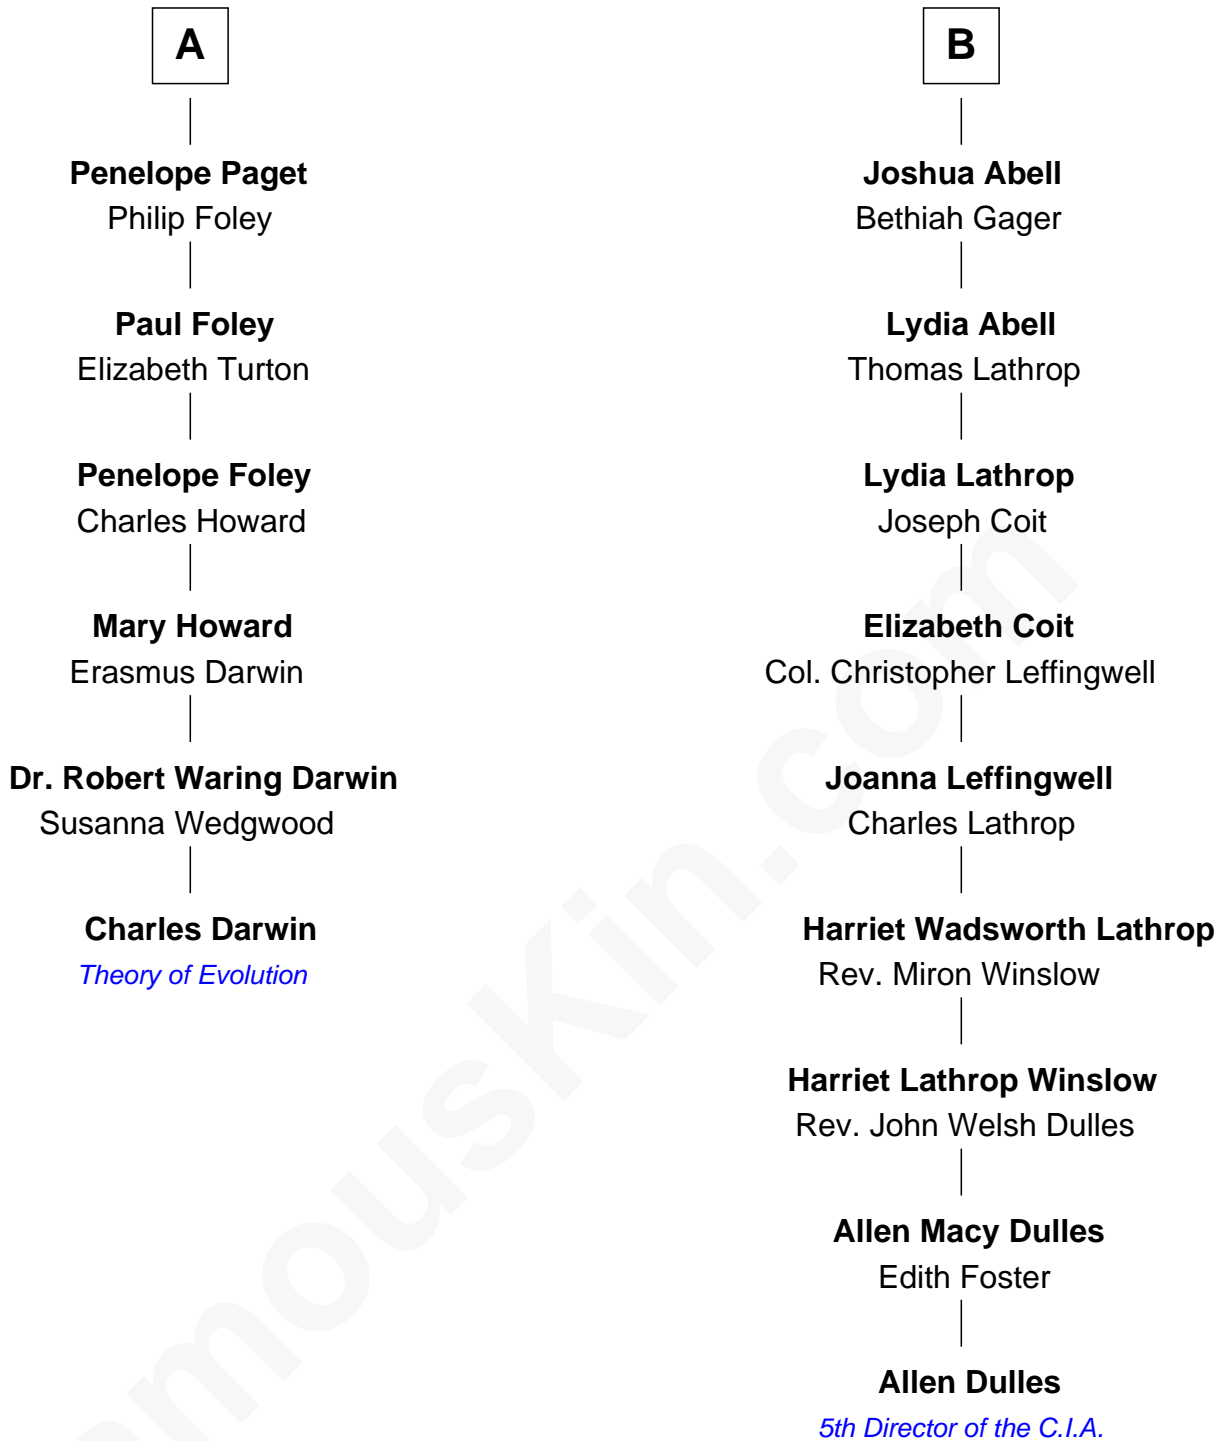 A
Penelope Paget
Philip Foley
Paul Foley
Elizabeth Turton
Penelope Foley
Charles Howard
Mary Howard
Erasmus Darwin
Dr. Robert Waring Darwin
Susanna Wedgwood
Charles Darwin
Theory of Evolution
B
Joshua Abell
Bethiah Gager
Lydia Abell
Thomas Lathrop
Lydia Lathrop
Joseph Coit
Elizabeth Coit
Col. Christopher Leffingwell
Joanna Leffingwell
Charles Lathrop
Harriet Wadsworth Lathrop
Rev. Miron Winslow
Harriet Lathrop Winslow
Rev. John Welsh Dulles
Allen Macy Dulles
Edith Foster
Allen Dulles
5th Director of the C.I.A.
amouskin.com